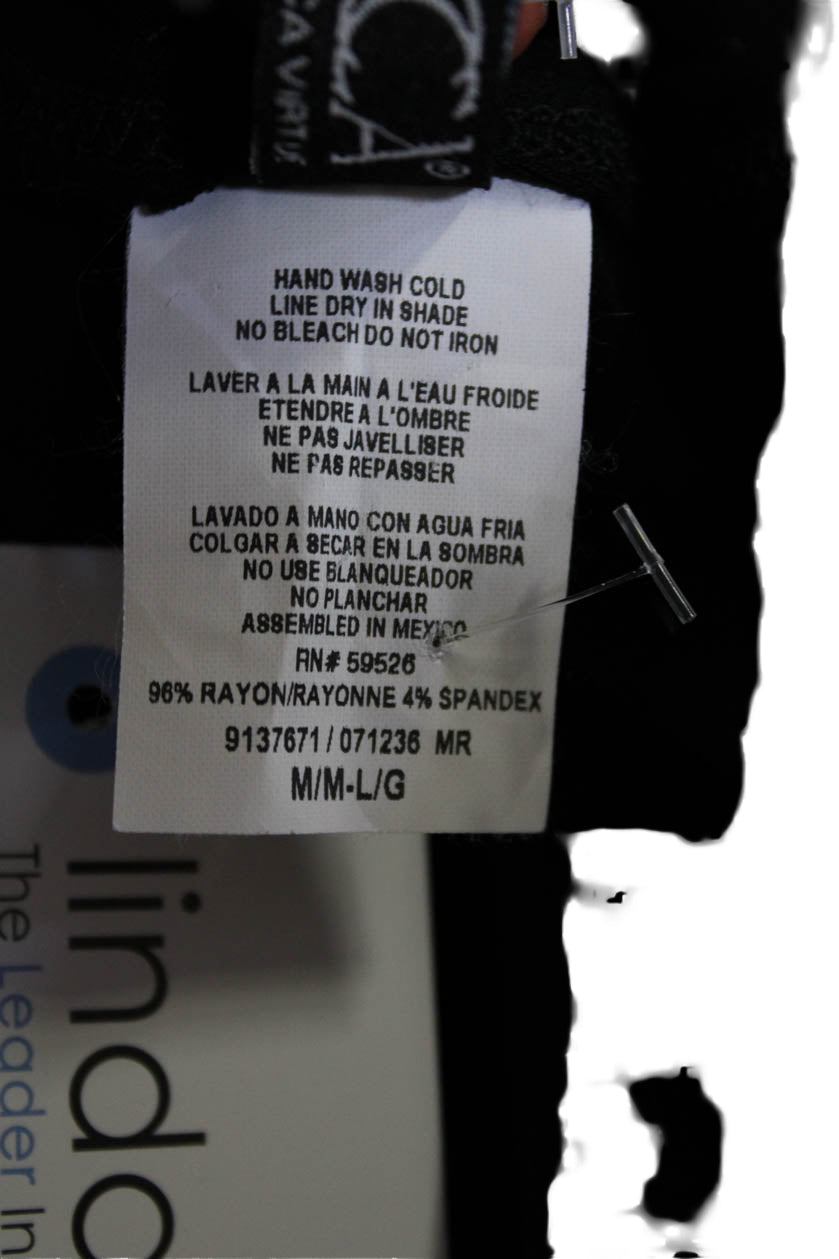 CA®
HAND WASH COLD
LINE DRY IN SHADE
NO BLEACH DO NOT IRON
LAVER A LA MAIN A L'EAU FROIDE
ETENDRE A L'OMBRE
NE PAS JAVELLISER
NE PAS REPASSER
LAVADO A MANO CON AGUA FRIA
COLGAR A SECAR EN LA SOMBRA
NO USE BLANQUEADOR
NO PLANCHAR
ASSEMBLED IN MEXICO
RN# 59526
96% RAYON/RAYONNE 4% SPANDEX
9137671 / 071236 MR
M/M-L/G
lindo
The Leader In